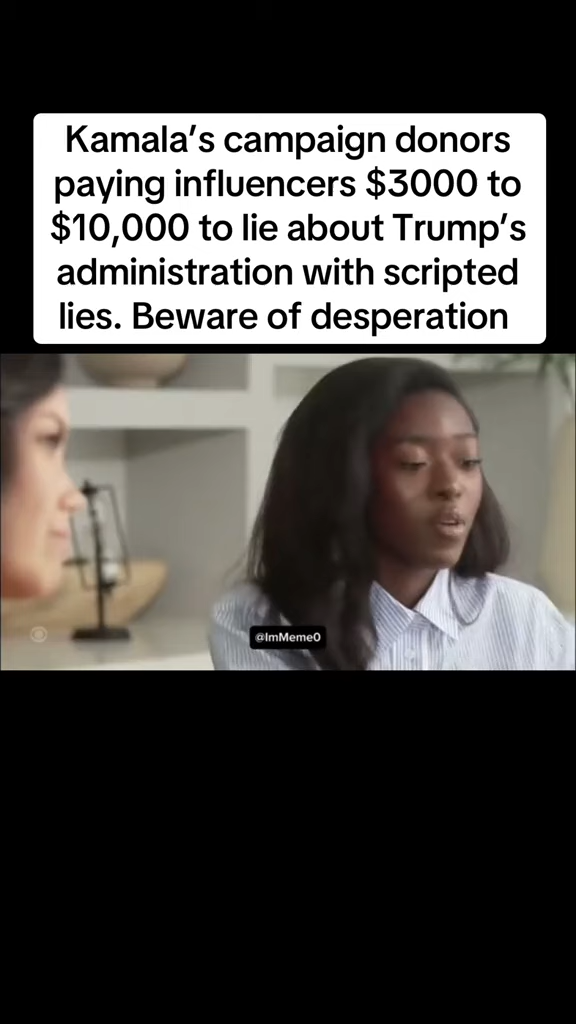 Kamala’s campaign donors
paying influencers $3000 to
$10,000 to lie about Trump’s
administration with scripted
lies. Beware of desperation
@ImMeme0